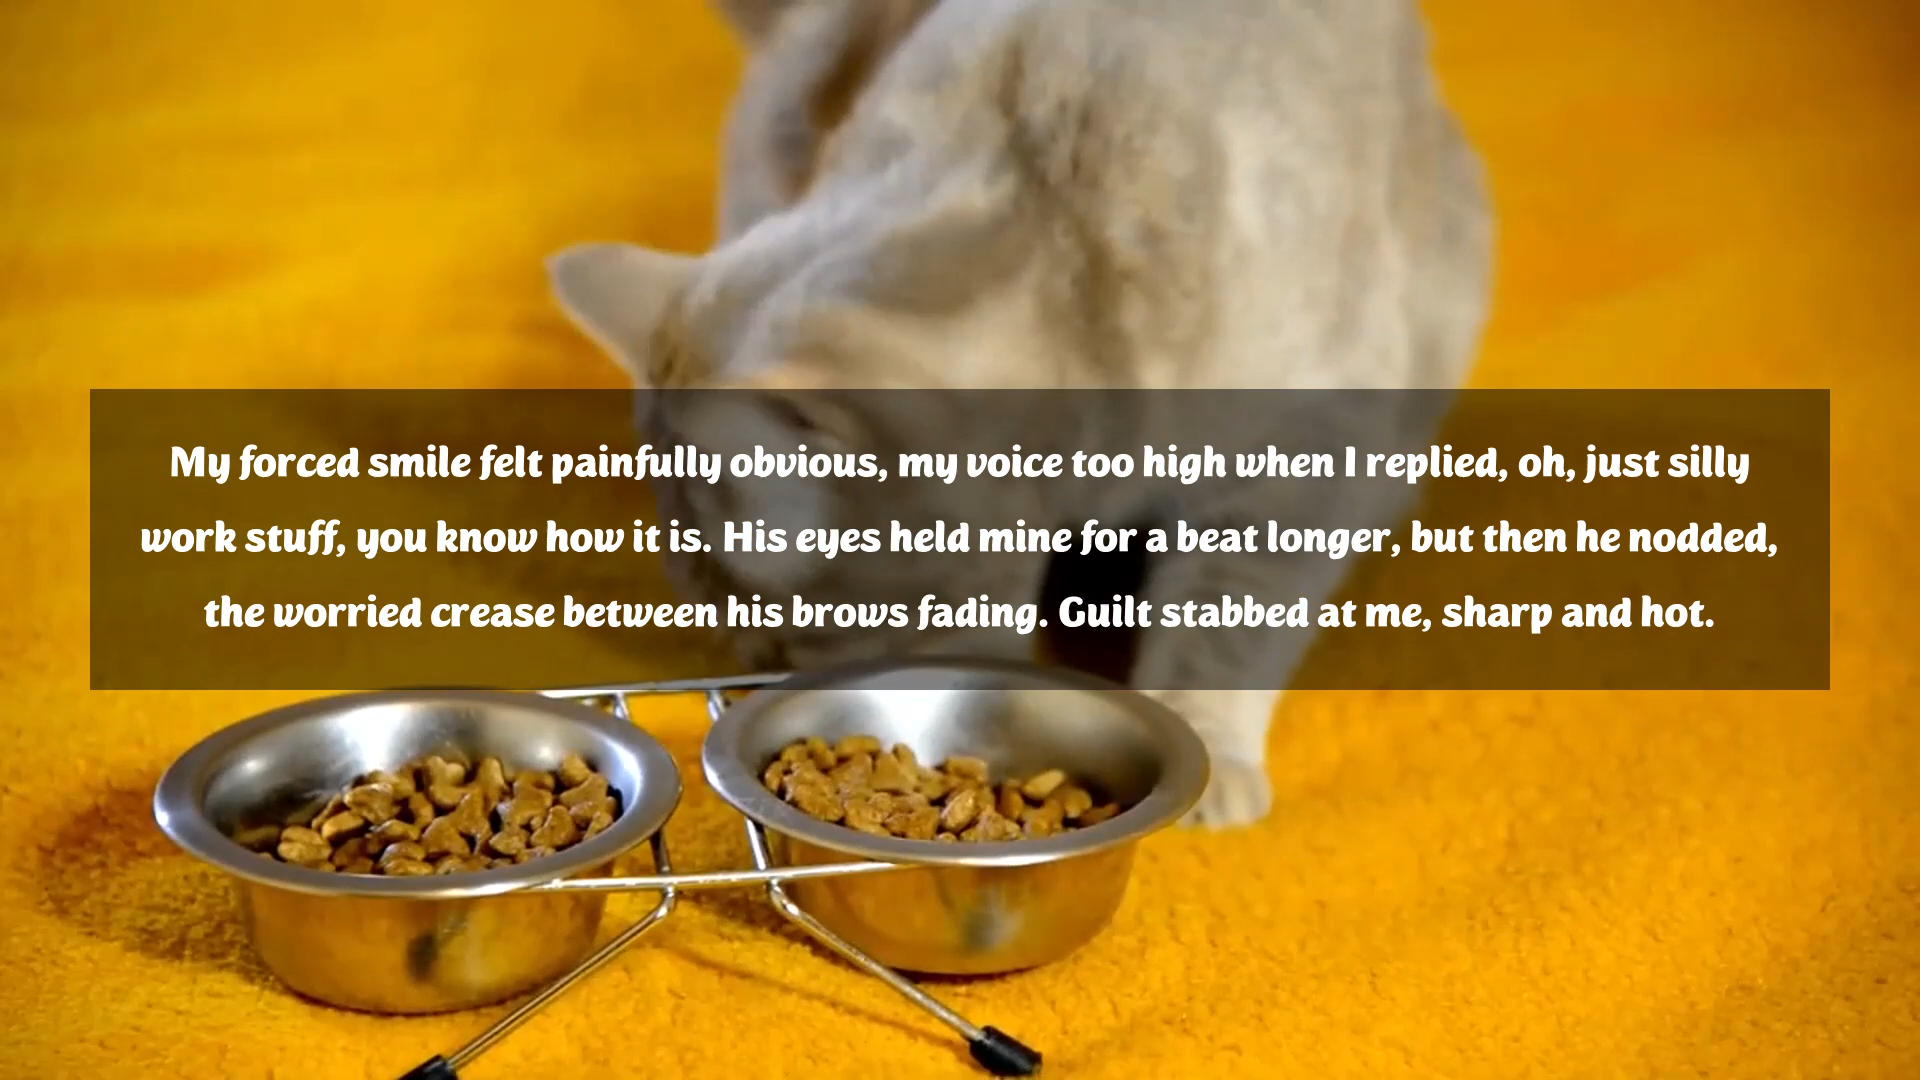 My forced smile felt painfully obvious, my voice too high when I replied, oh, just silly
work stuff, you know how it is. His eyes held mine for a beat longer, but then he nodded,
the worried crease between his brows fading. Guilt stabbed at me, sharp and hot.